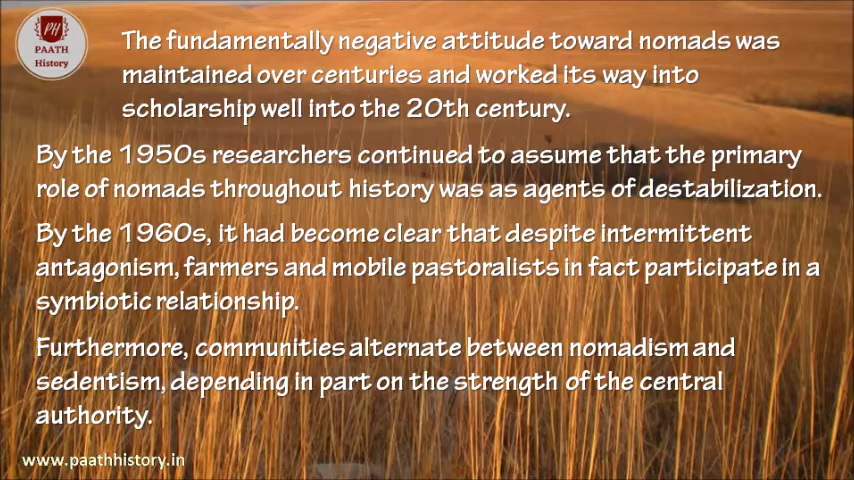 PH
PAATH
History
The fundamentally negative attitude toward nomads was
maintained over centuries and worked its way into
scholarship well into the 20th century.
By the 1950s researchers continued to assume that the primary
role of nomads throughout history was as agents of destabilization.
By the 1960s, it had become clear that despite intermittent
antagonism, farmers and mobile pastoralists in fact participate in a
symbiotic relationship.
Furthermore, communities alternate between nomadism and
sedentism, depending in part on the strength of the central
authority.
www.paathhistory.in